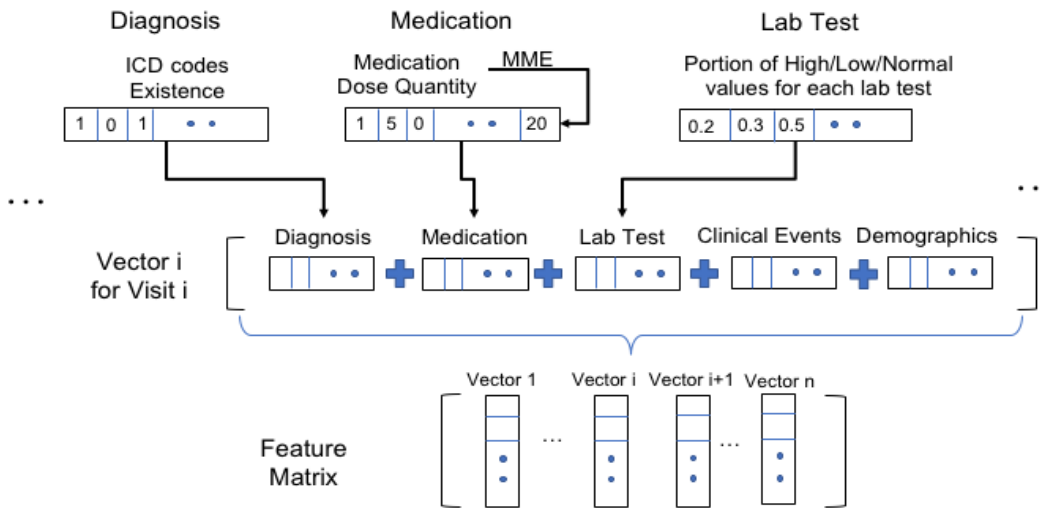 Diagnosis
Medication
Lab Test
ICD codes
Existence
Medication
Dose Quantity
MME
Portion of High/Low/Normal
values for each lab test
1 0 1
1 5 0 20
0.2 0.3 0.5
...
..
Vector i
for Visit i
Diagnosis
Medication
Lab Test
Clinical Events
Demographics
Vector 1
Vector i
Vector i+1
Vector n
Feature
Matrix
...
...